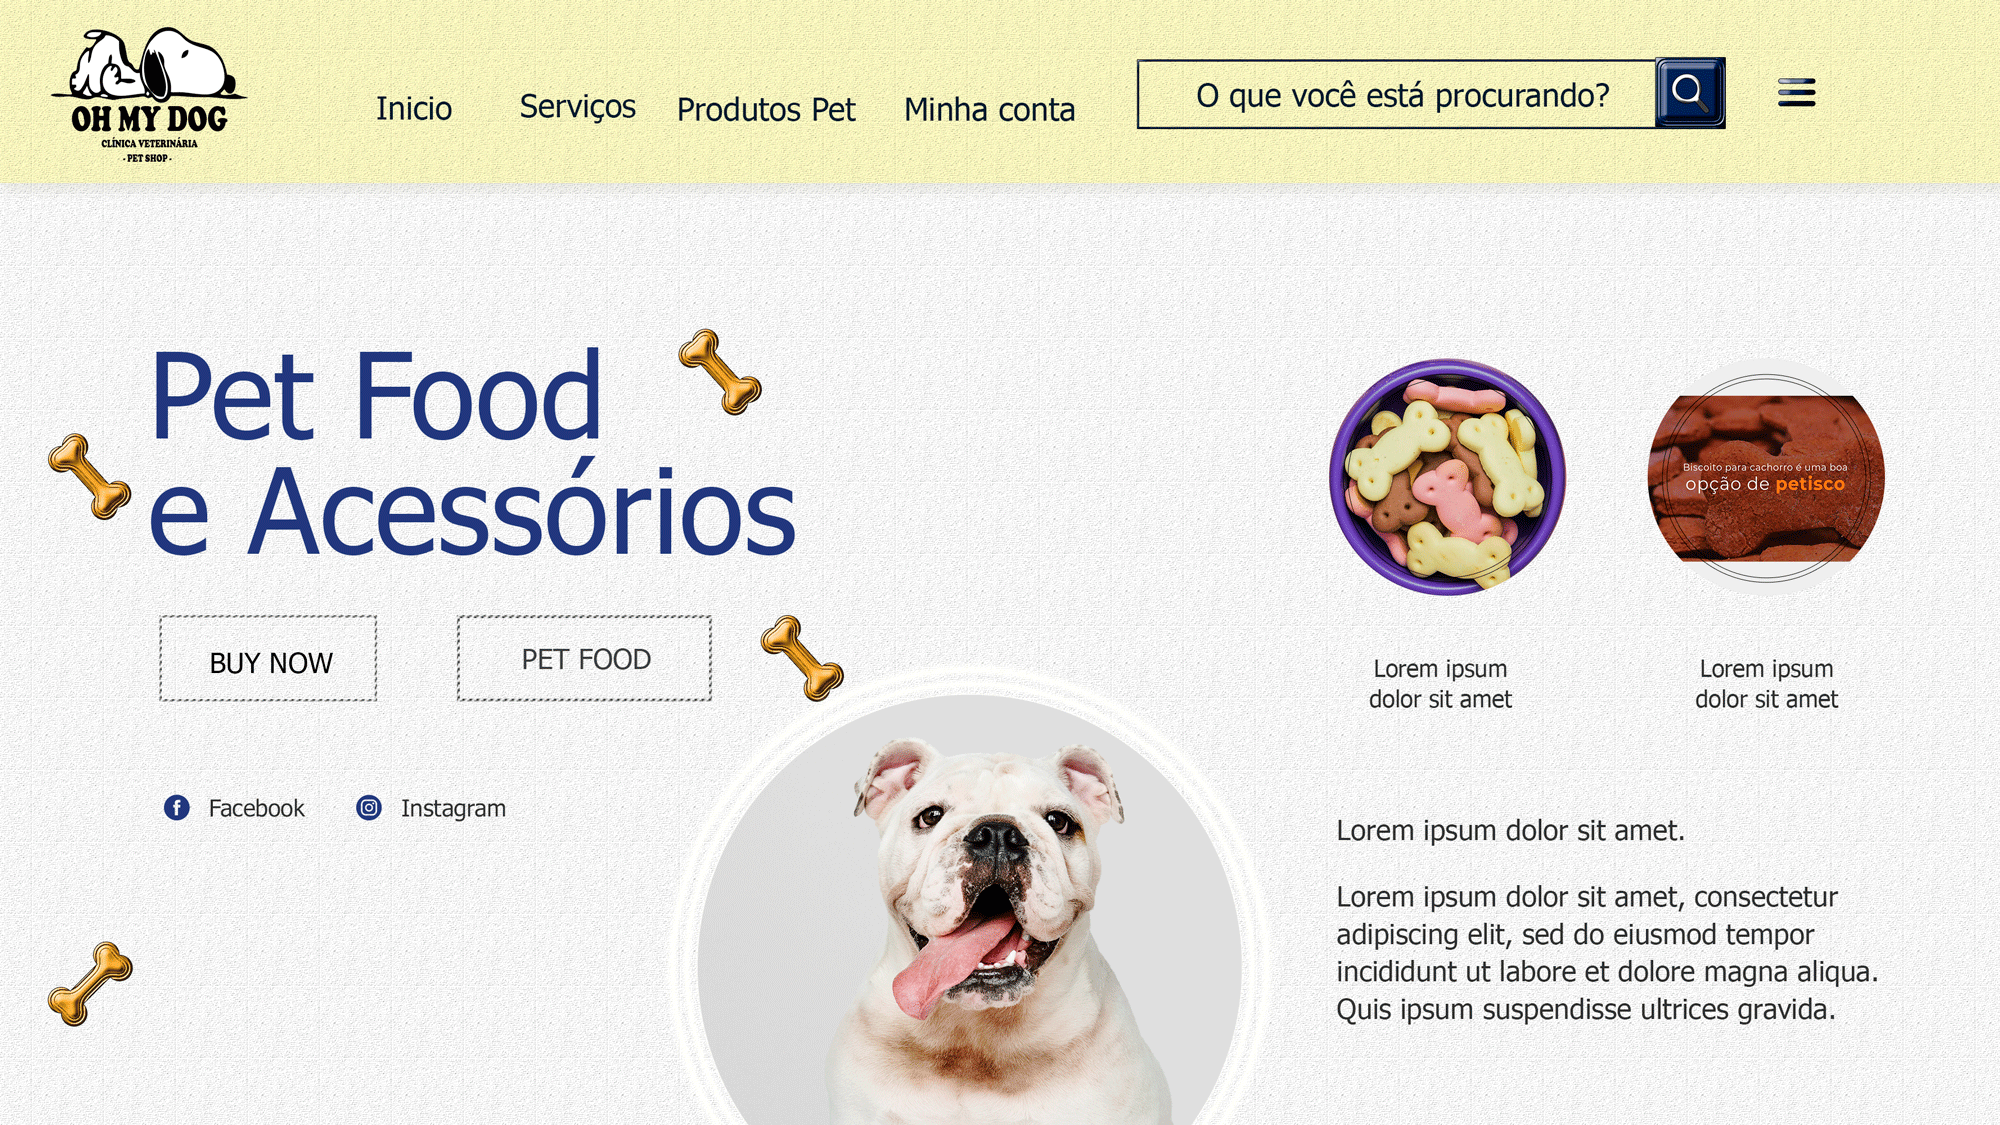 OH MY DOG
CLÍNICA VETERINÁRIA
- PET SHOP -
Inicio
Serviços
Produtos Pet
Minha conta
O que você está procurando?
Pet Food
e Acessórios
BUY NOW
PET FOOD
Facebook
Instagram
Biscoito para cachorro é uma boa
opção de petisco
Lorem ipsum
dolor sit amet
Lorem ipsum
dolor sit amet
Lorem ipsum dolor sit amet.
Lorem ipsum dolor sit amet, consectetur
adipiscing elit, sed do eiusmod tempor
incididunt ut labore et dolore magna aliqua.
Quis ipsum suspendisse ultrices gravida.